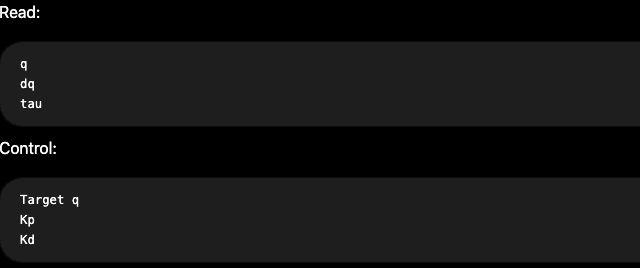 Read:
q
dq
tau
Control:
Target q
Kp
Kd